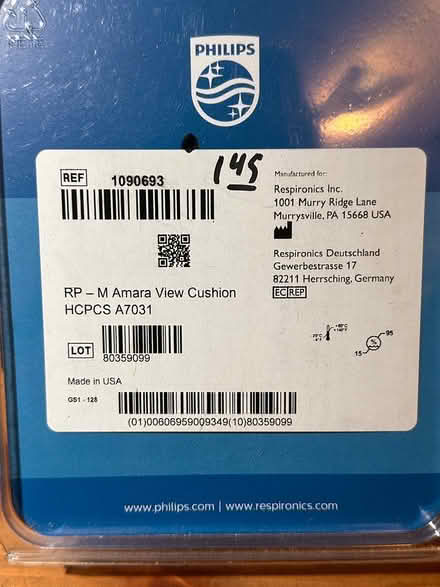 PHILIPS
REF 1090693
145
Manufactured for:
Respironics Inc.
1001 Murry Ridge Lane
Murrysville, PA 15668 USA
Respironics Deutschland
Gewerbestrasse 17
82211 Herrsching, Germany
EC REP
RP – M Amara View Cushion
HCPCS A7031
LOT 80359099
95
15
Made in USA
GS1 - 128
(01)00606959009349(10)80359099
www.philips.com | www.respironics.com